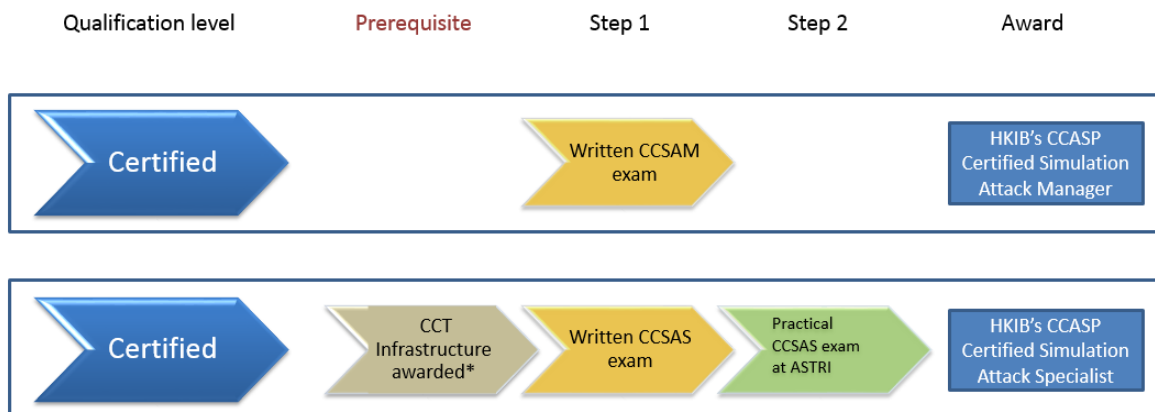 Qualification level Prerequisite Step 1 Step 2 Award
Certified
Written CCSAM
exam
HKIB's CCASP
Certified Simulation
Attack Manager
Certified
CCT
Infrastructure
awarded*
Written CCSAS
exam
Practical
CCSAS exam
at ASTRI
HKIB's CCASP
Certified Simulation
Attack Specialist